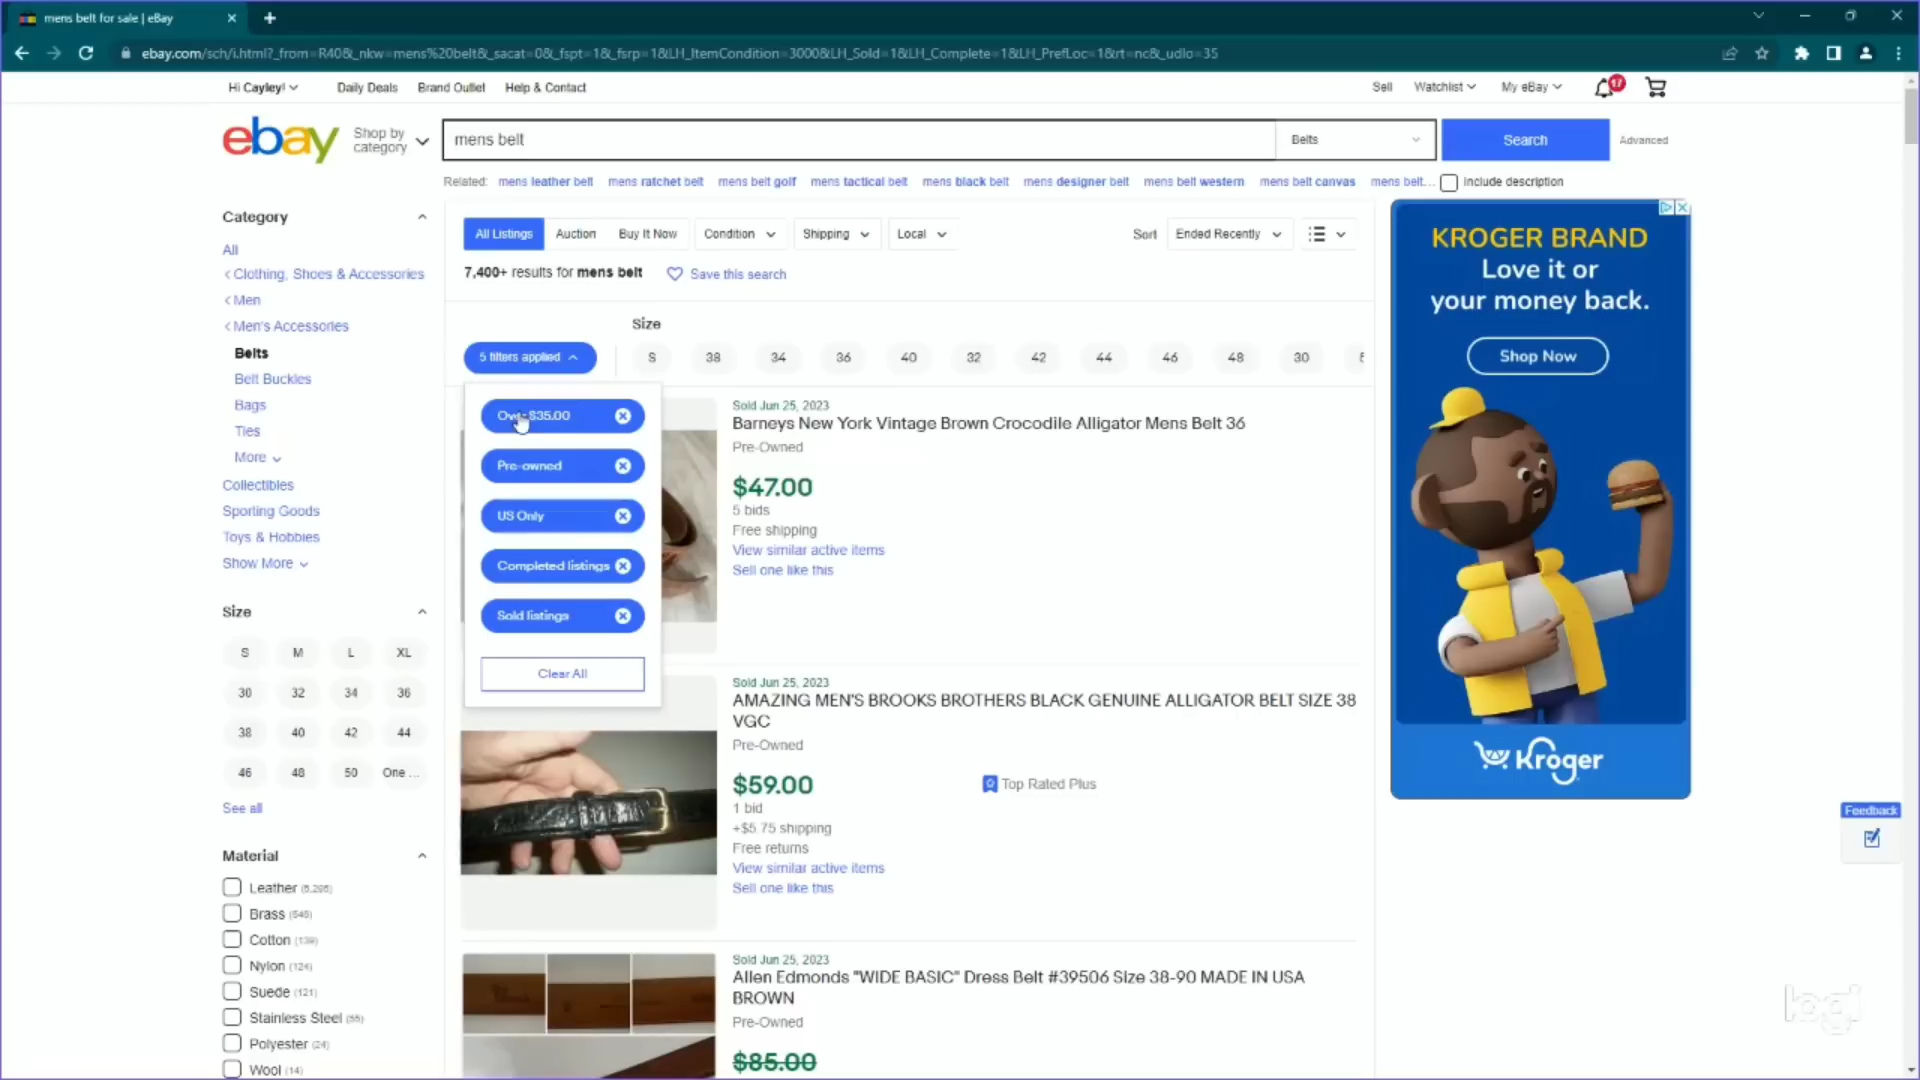 mens belt for sale | eBay
ebay.com/sch/i.html?_from=R40&_nkw=mens%20belt&_sacat=0&_fspt=1&_fsrp=1&LH_ItemCondition=3000&LH_Sold=1&LH_Complete=1&LH_PrefLoc=1&rt=nc&_udlo=35
Hi Cayley!
Daily Deals
Brand Outlet
Help & Contact
Sell
Watchlist
My eBay
17
ebay
Shop by
category
mens belt
Belts
Search
Advanced
Related:
mens leather belt
mens ratchet belt
mens belt golf
mens tactical belt
mens black belt
mens designer belt
mens belt western
mens belt canvas
mens belt...
Include description
Category
All
Clothing, Shoes & Accessories
Men
Men's Accessories
Belts
Belt Buckles
Bags
Ties
More
Collectibles
Sporting Goods
Toys & Hobbies
Show More
Size
S M L XL
30 32 34 36
38 40 42 44
46 48 50 One ...
See all
Material
Leather (5,295)
Brass (548)
Cotton (139)
Nylon (124)
Suede (121)
Stainless Steel (55)
Polyester (24)
Wool (14)
All Listings
Auction
Buy It Now
Condition
Shipping
Local
Sort
Ended Recently
7,400+ results for mens belt
Save this search
Size
5 filters applied
S 38 34 36 40 32 42 44 46 48 30
Over $35.00
Pre-owned
US Only
Completed listings
Sold listings
Clear All
Sold Jun 25, 2023
Barneys New York Vintage Brown Crocodile Alligator Mens Belt 36
Pre-Owned
$47.00
5 bids
Free shipping
View similar active items
Sell one like this
Sold Jun 25, 2023
AMAZING MEN'S BROOKS BROTHERS BLACK GENUINE ALLIGATOR BELT SIZE 38
VGC
Pre-Owned
$59.00
1 bid
+$5.75 shipping
Free returns
View similar active items
Sell one like this
Top Rated Plus
Sold Jun 25, 2023
Allen Edmonds "WIDE BASIC" Dress Belt #39506 Size 38-90 MADE IN USA
BROWN
Pre-Owned
$85.00
KROGER BRAND
Love it or
your money back.
Shop Now
Kroger
Feedback
logi